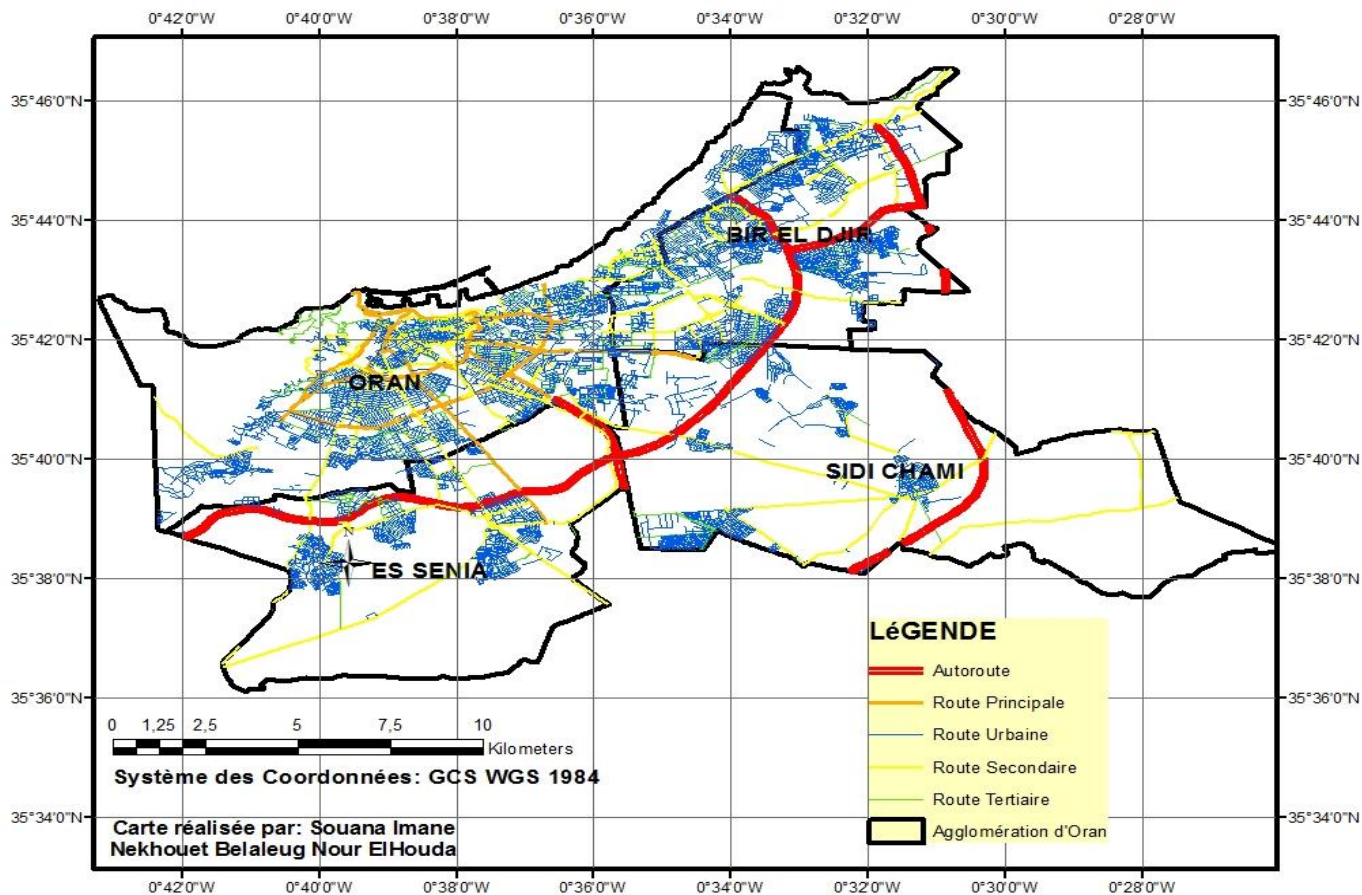 0°42'0"W 0°40'0"W 0°38'0"W 0°36'0"W 0°34'0"W 0°32'0"W 0°30'0"W 0°28'0"W
35°46'0"N 35°46'0"N
35°44'0"N 35°44'0"N
BIR EL DJIR
35°42'0"N 35°42'0"N
ORAN
35°40'0"N 35°40'0"N
SIDI CHAMI
N
35°38'0"N 35°38'0"N
ES SENIA
LéGENDE
Autoroute
35°36'0"N 35°36'0"N
Route Principale
Route Urbaine
Route Secondaire
Route Tertiaire
Agglomération d'Oran
0 1,25 2,5 5 7,5 10
Kilometers
Système des Coordonnées: GCS WGS 1984
35°34'0"N 35°34'0"N
Carte réalisée par: Souana Imane
Nekhouet Belaleug Nour ElHouda
0°42'0"W 0°40'0"W 0°38'0"W 0°36'0"W 0°34'0"W 0°32'0"W 0°30'0"W 0°28'0"W